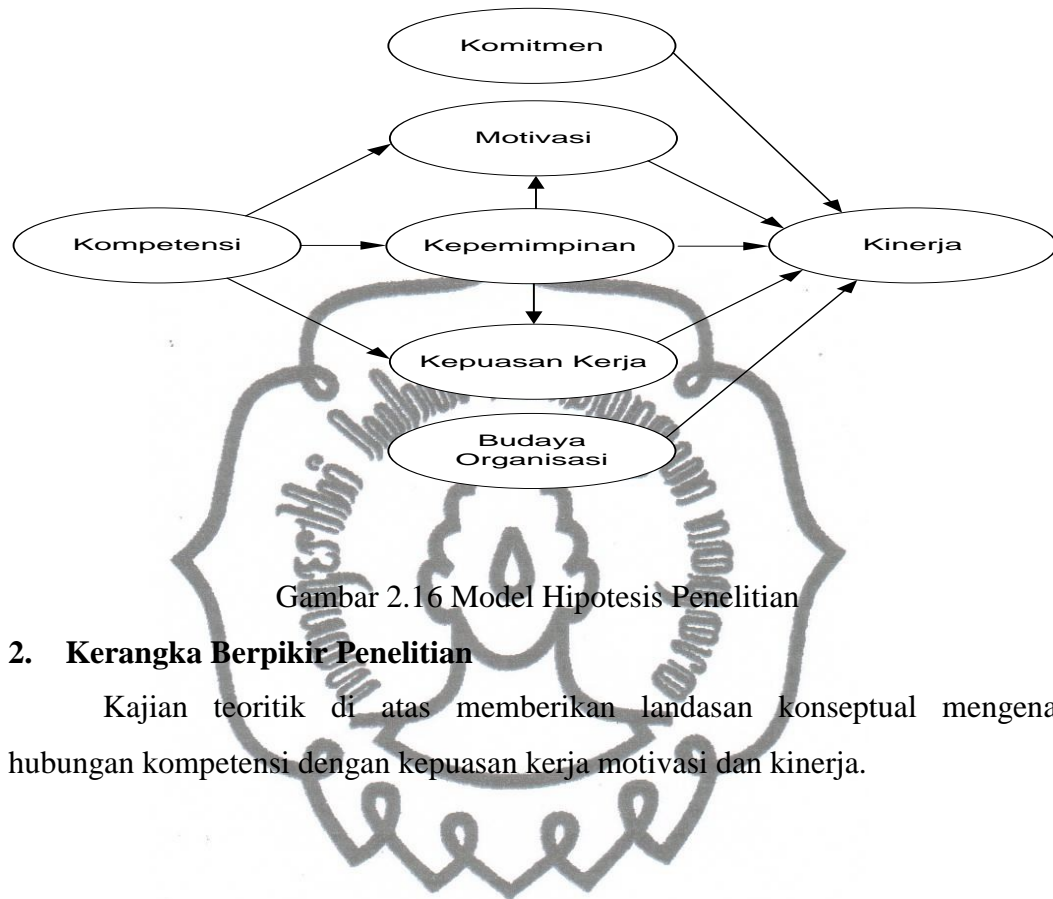 Komitmen
Motivasi
Kompetensi
Kepemimpinan
Kinerja
Kepuasan Kerja
Budaya
Organisasi
Gambar 2.16 Model Hipotesis Penelitian
2. Kerangka Berpikir Penelitian
Kajian teoritik di atas memberikan landasan konseptual mengena
hubungan kompetensi dengan kepuasan kerja motivasi dan kinerja.